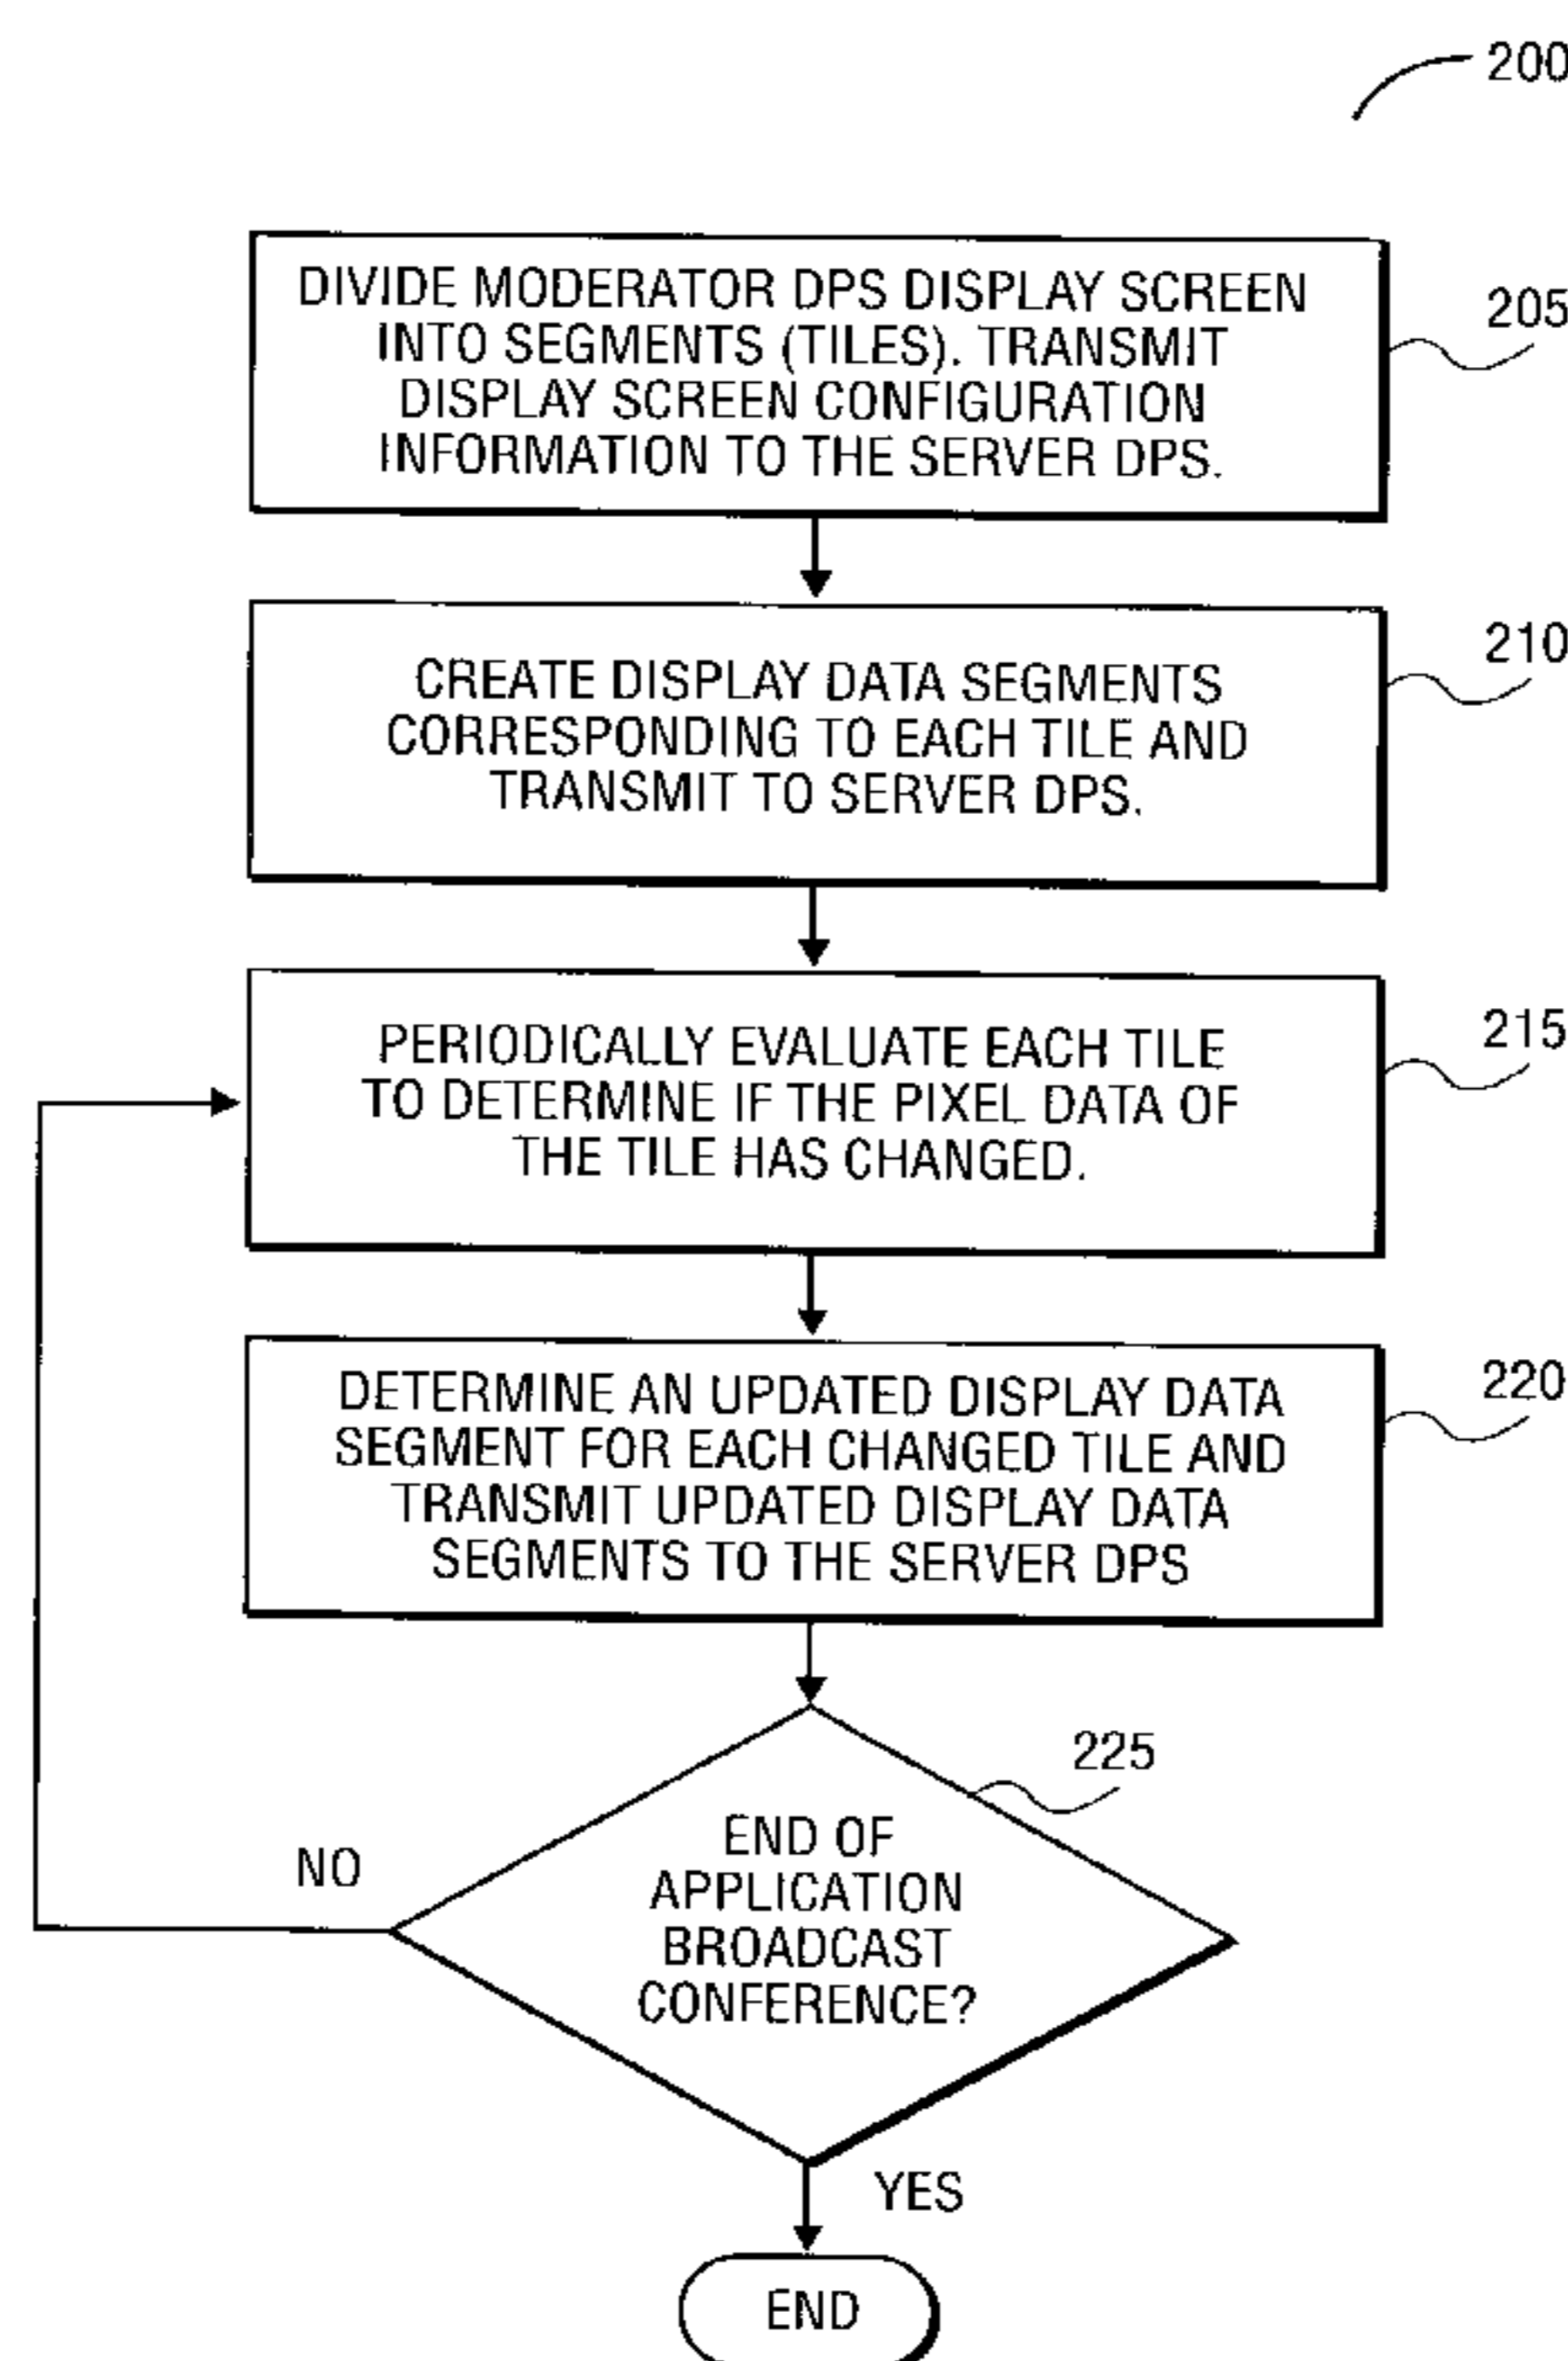 200
DIVIDE MODERATOR DPS DISPLAY SCREEN
INTO SEGMENTS (TILES). TRANSMIT
DISPLAY SCREEN CONFIGURATION
INFORMATION TO THE SERVER DPS.
205
CREATE DISPLAY DATA SEGMENTS
CORRESPONDING TO EACH TILE AND
TRANSMIT TO SERVER DPS.
210
PERIODICALLY EVALUATE EACH TILE
TO DETERMINE IF THE PIXEL DATA OF
THE TILE HAS CHANGED.
215
DETERMINE AN UPDATED DISPLAY DATA
SEGMENT FOR EACH CHANGED TILE AND
TRANSMIT UPDATED DISPLAY DATA
SEGMENTS TO THE SERVER DPS
220
225
END OF
APPLICATION
BROADCAST
CONFERENCE?
NO
YES
END